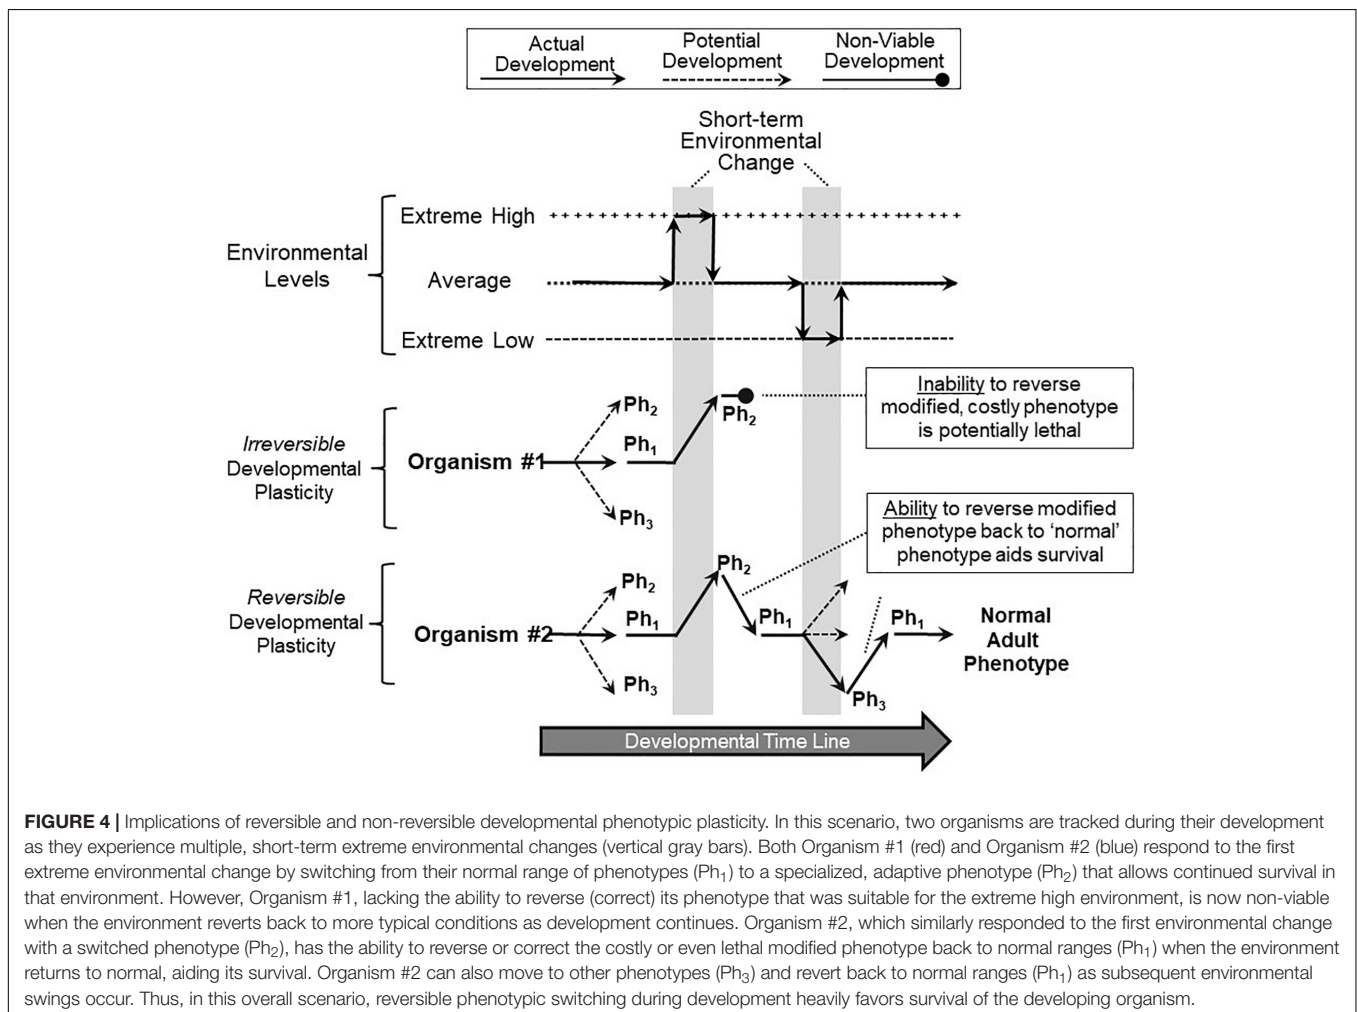 Actual Development
Potential Development
Non-Viable Development
Short-term
Environmental
Change
Environmental
Levels
Extreme High
Average
Extreme Low
Irreversible
Developmental
Plasticity
Organism #1
Ph2
Ph1
Ph3
Ph2
Inability to reverse
modified, costly phenotype
is potentially lethal
Ability to reverse modified
phenotype back to ‘normal’
phenotype aids survival
Reversible
Developmental
Plasticity
Organism #2
Ph2
Ph1
Ph3
Ph2
Ph1
Ph3
Ph1
Normal
Adult
Phenotype
Developmental Time Line
FIGURE 4 | Implications of reversible and non-reversible developmental phenotypic plasticity. In this scenario, two organisms are tracked during their development
as they experience multiple, short-term extreme environmental changes (vertical gray bars). Both Organism #1 (red) and Organism #2 (blue) respond to the first
extreme environmental change by switching from their normal range of phenotypes (Ph1) to a specialized, adaptive phenotype (Ph2) that allows continued survival in
that environment. However, Organism #1, lacking the ability to reverse (correct) its phenotype that was suitable for the extreme high environment, is now non-viable
when the environment reverts back to more typical conditions as development continues. Organism #2, which similarly responded to the first environmental change
with a switched phenotype (Ph2), has the ability to reverse or correct the costly or even lethal modified phenotype back to normal ranges (Ph1) when the environment
returns to normal, aiding its survival. Organism #2 can also move to other phenotypes (Ph3) and revert back to normal ranges (Ph1) as subsequent environmental
swings occur. Thus, in this overall scenario, reversible phenotypic switching during development heavily favors survival of the developing organism.